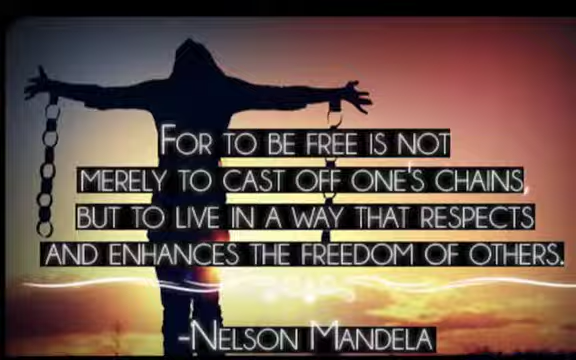 For to be free is not
merely to cast off one's chains,
but to live in a way that respects
and enhances the freedom of others.
-Nelson Mandela